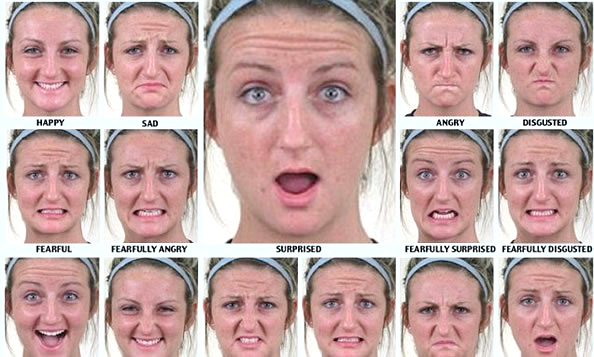 HAPPY
SAD
ANGRY
DISGUSTED
FEARFUL
FEARFULLY ANGRY
SURPRISED
FEARFULLY SURPRISED
FEARFULLY DISGUSTED